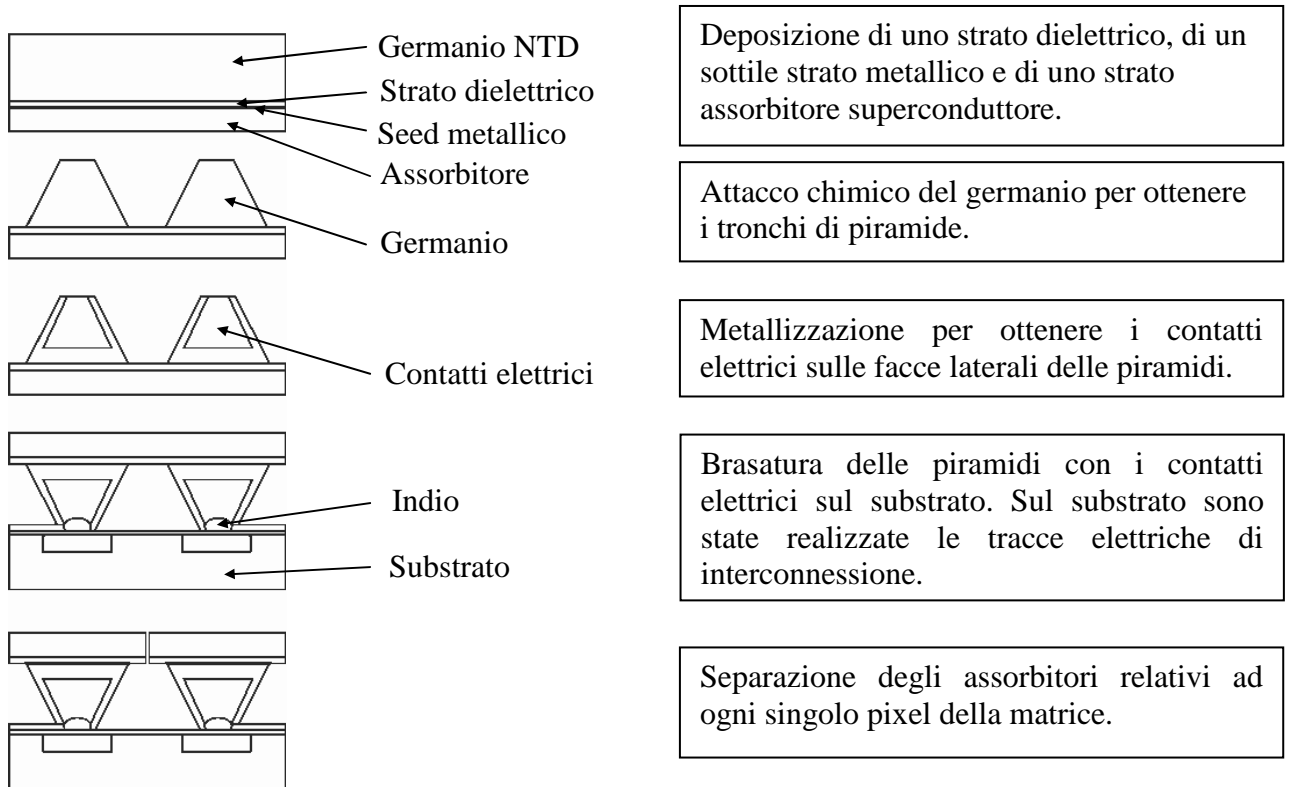 Germanio NTD
Strato dielettrico
Seed metallico
Assorbitore
Deposizione di uno strato dielettrico, di un
sottile strato metallico e di uno strato
assorbitore superconduttore.
Germanio
Attacco chimico del germanio per ottenere
i tronchi di piramide.
Contatti elettrici
Metallizzazione per ottenere i contatti
elettrici sulle facce laterali delle piramidi.
Indio
Substrato
Brasatura delle piramidi con i contatti
elettrici sul substrato. Sul substrato sono
state realizzate le tracce elettriche di
interconnessione.
Separazione degli assorbitori relativi ad
ogni singolo pixel della matrice.